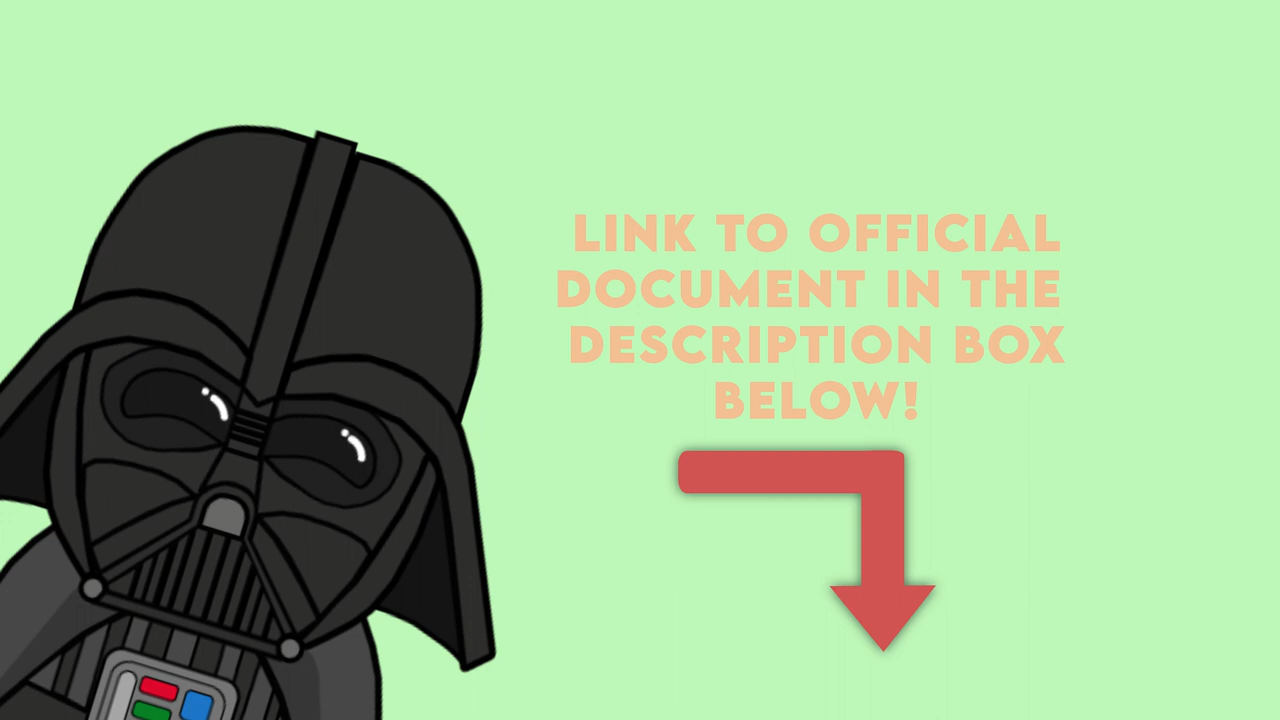 LINK TO OFFICIAL
DOCUMENT IN THE
DESCRIPTION BOX
BELOW!